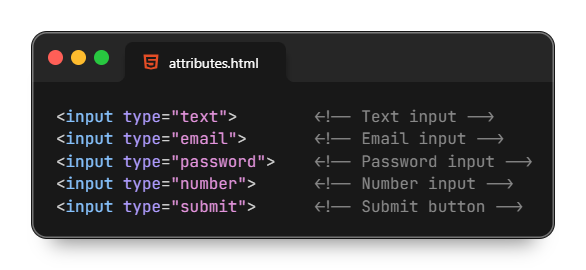 attributes.html
<input type="text">        <!-- Text input -->
<input type="email">       <!-- Email input -->
<input type="password">    <!-- Password input -->
<input type="number">      <!-- Number input -->
<input type="submit">      <!-- Submit button -->